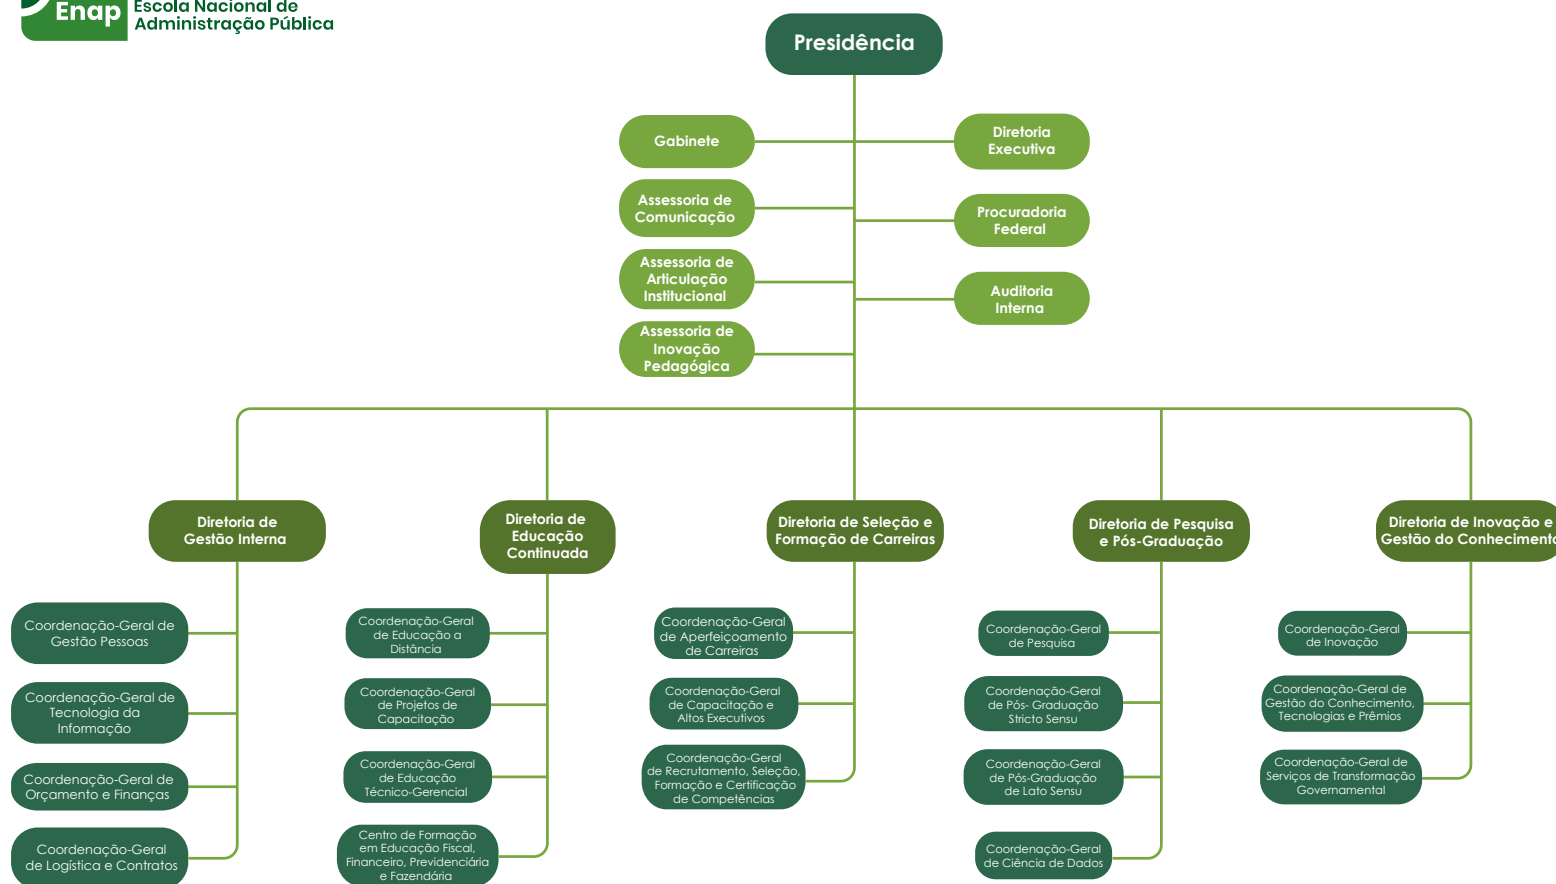 Enap
Escola Nacional de
Administração Pública
Presidência
Gabinete
Diretoria
Executiva
Assessoria de
Comunicação
Procuradoria
Federal
Assessoria de
Articulação
Institucional
Auditoria
Interna
Assessoria de
Inovação
Pedagógica
Diretoria de
Gestão Interna
Diretoria de
Educação
Continuada
Diretoria de Seleção e
Formação de Carreiras
Diretoria de Pesquisa
e Pós-Graduação
Diretoria de Inovação e
Gestão do Conhecimento
Coordenação-Geral de
Gestão Pessoas
Coordenação-Geral de
Tecnologia da
Informação
Coordenação-Geral de
Orçamento e Finanças
Coordenação-Geral
de Logística e Contratos
Coordenação-Geral
de Educação a
Distância
Coordenação-Geral
de Projetos de
Capacitação
Coordenação-Geral
de Educação
Técnico-Gerencial
Centro de Formação
em Educação Fiscal,
Financeiro, Previdenciária
e Fazendária
Coordenação-Geral
de Aperfeiçoamento
de Carreiras
Coordenação-Geral
de Capacitação e
Altos Executivos
Coordenação-Geral
de Recrutamento, Seleção,
Formação e Certificação
de Competências
Coordenação-Geral
de Pesquisa
Coordenação-Geral
de Pós- Graduação
Stricto Sensu
Coordenação-Geral
de Pós-Graduação
de Lato Sensu
Coordenação-Geral
de Ciência de Dados
Coordenação-Geral
de Inovação
Coordenação-Geral de
Gestão do Conhecimento,
Tecnologias e Prêmios
Coordenação-Geral de
Serviços de Transformação
Governamental